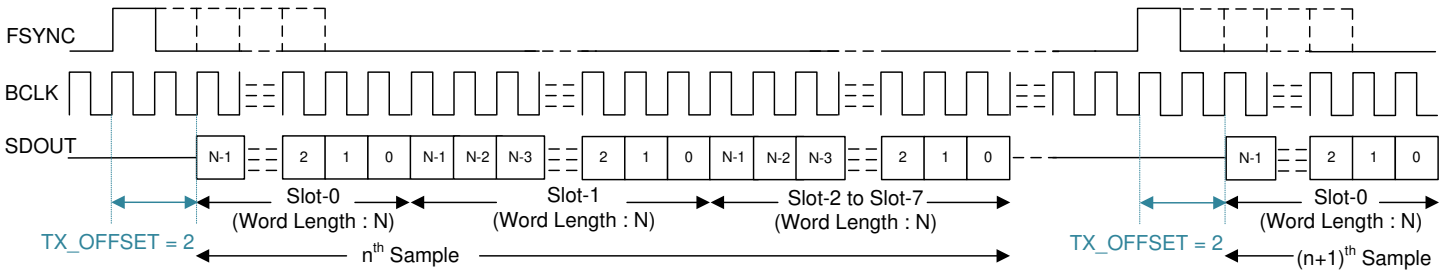 FSYNC
BCLK
SDOUT
N-1 2 1 0 N-1 N-2 N-3 2 1 0 N-1 N-2 N-3 2 1 0 N-1 2 1 0
Slot-0
(Word Length : N)
Slot-1
(Word Length : N)
Slot-2 to Slot-7
(Word Length : N)
Slot-0
(Word Length : N)
TX_OFFSET = 2
nth Sample
TX_OFFSET = 2
(n+1)th Sample